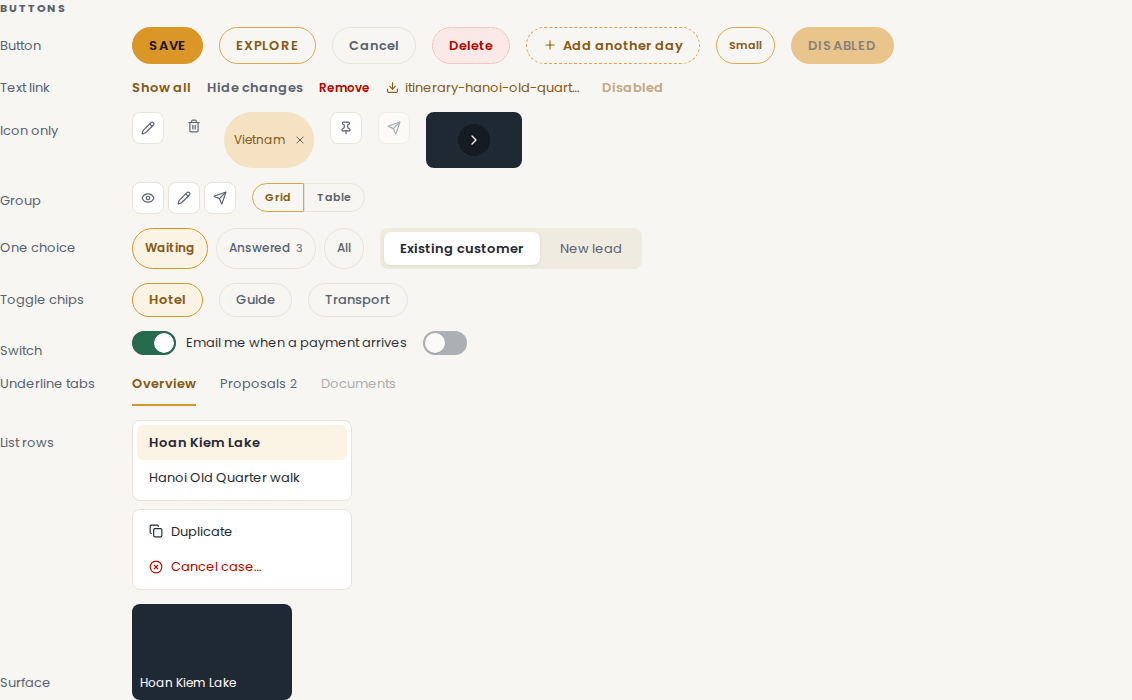 BUTTONS
Button SAVE EXPLORE Cancel Delete + Add another day Small DISABLED
Text link Show all Hide changes Remove itinerary-hanoi-old-quart... Disabled
Icon only Vietnam ×
Group Grid Table
One choice Waiting Answered 3 All Existing customer New lead
Toggle chips Hotel Guide Transport
Switch Email me when a payment arrives
Underline tabs Overview Proposals 2 Documents
List rows Hoan Kiem Lake
Hanoi Old Quarter walk
Duplicate
Cancel case...
Surface Hoan Kiem Lake